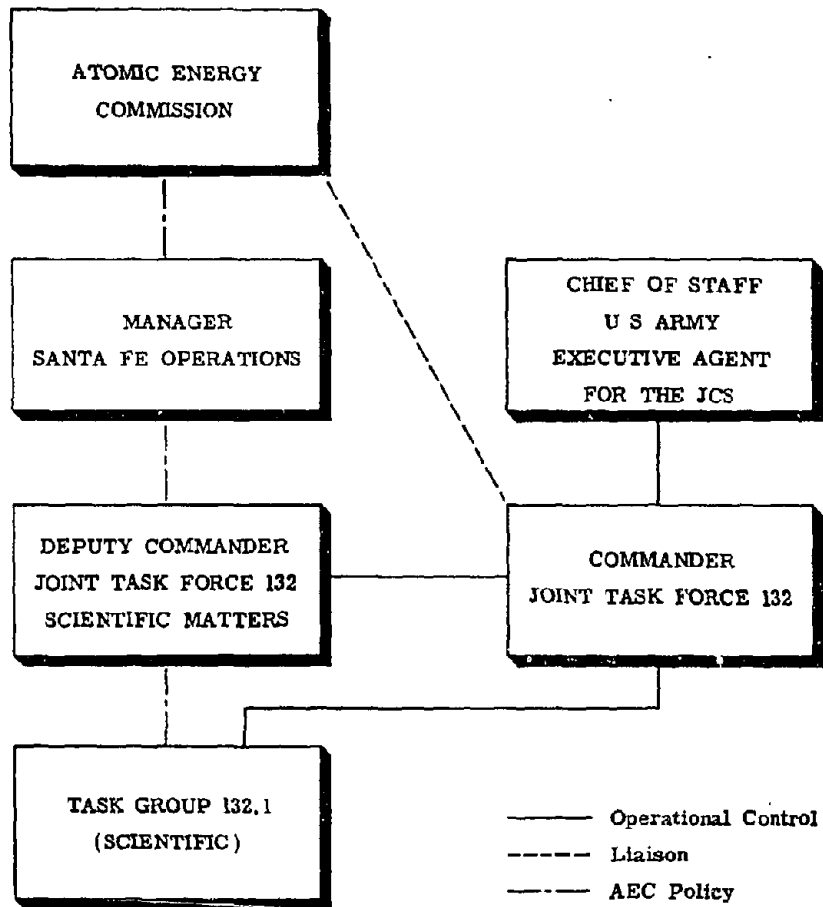 ATOMIC ENERGY
COMMISSION
MANAGER
SANTA FE OPERATIONS
CHIEF OF STAFF
U S ARMY
EXECUTIVE AGENT
FOR THE JCS
DEPUTY COMMANDER
JOINT TASK FORCE 132
SCIENTIFIC MATTERS
COMMANDER
JOINT TASK FORCE 132
TASK GROUP 132.1
(SCIENTIFIC)
Operational Control
Liaison
AEC Policy